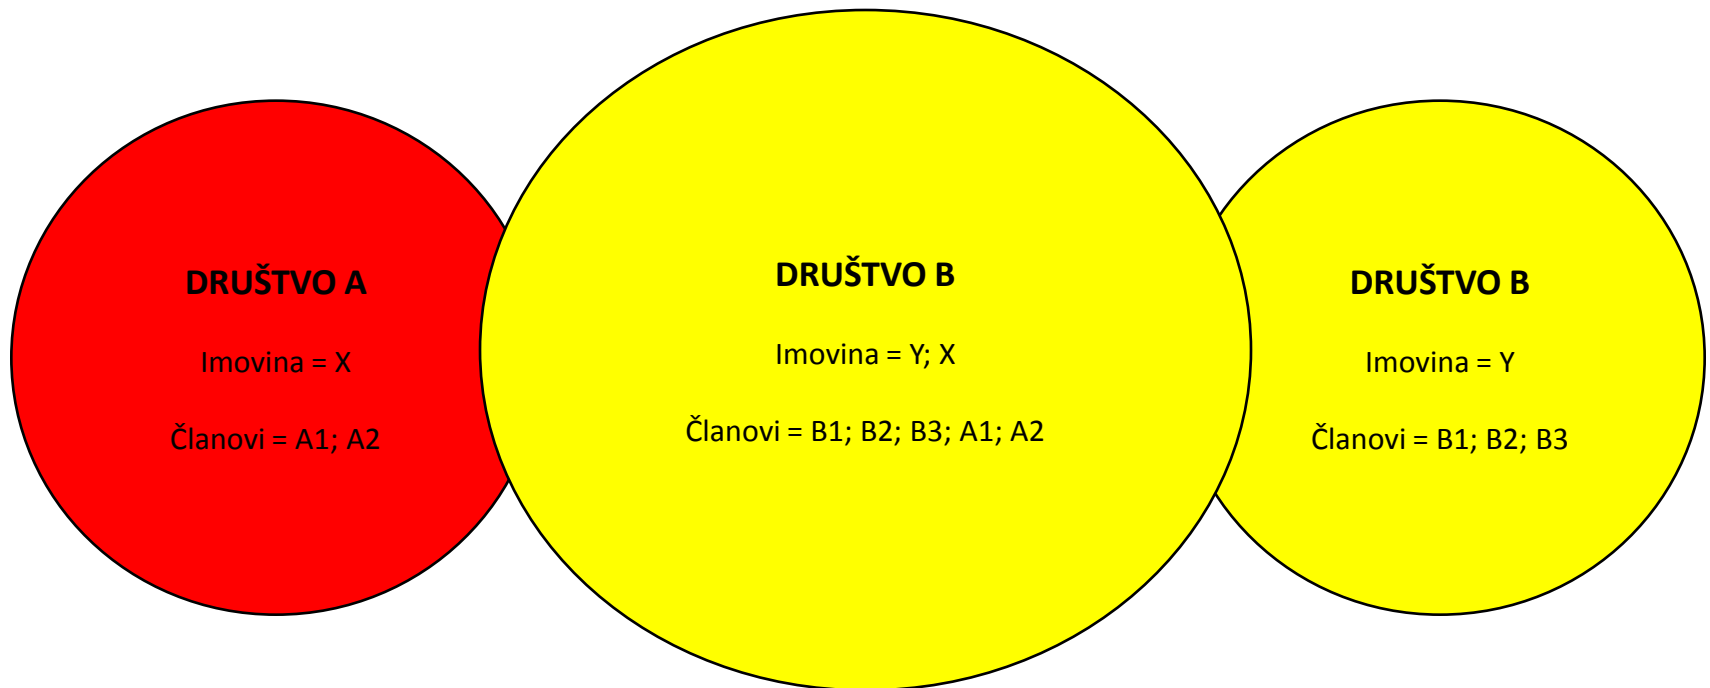 DRUŠTVO A
Imovina = X
Članovi = A1; A2
DRUŠTVO B
Imovina = Y; X
Članovi = B1; B2; B3; A1; A2
DRUŠTVO B
Imovina = Y
Članovi = B1; B2; B3